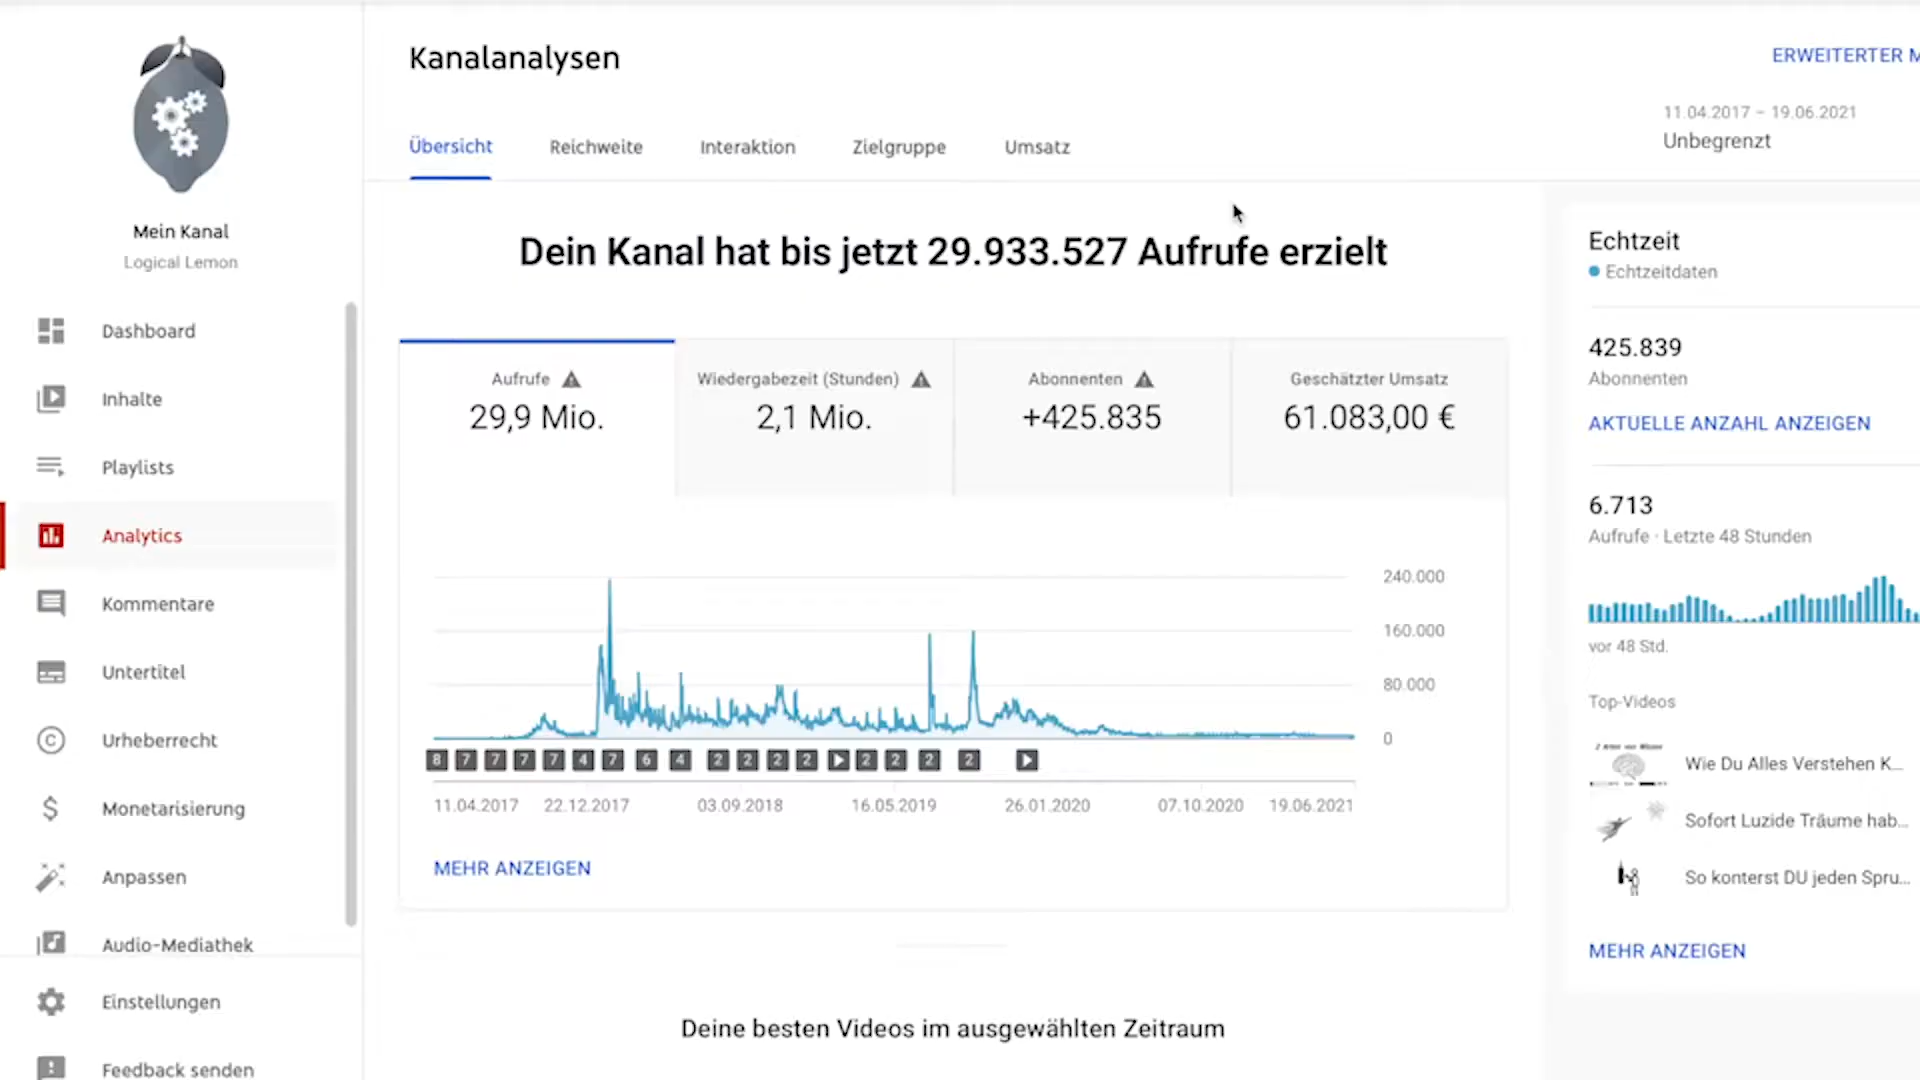 Kanalanalysen
ERWEITERTER M
11.04.2017 – 19.06.2021
Unbegrenzt
Übersicht
Reichweite
Interaktion
Zielgruppe
Umsatz
Mein Kanal
Logical Lemon
Dashboard
Inhalte
Playlists
Analytics
Kommentare
Untertitel
Urheberrecht
Monetarisierung
Anpassen
Audio-Mediathek
Einstellungen
Feedback senden
Dein Kanal hat bis jetzt 29.933.527 Aufrufe erzielt
Aufrufe
29,9 Mio.
Wiedergabezeit (Stunden)
2,1 Mio.
Abonnenten
+425.835
Geschätzter Umsatz
61.083,00 €
240.000
160.000
80.000
0
8 7 7 7 7 4 7 6 4 2 2 2 2 2 2 2 2
11.04.2017 22.12.2017 03.09.2018 16.05.2019 26.01.2020 07.10.2020 19.06.2021
MEHR ANZEIGEN
Deine besten Videos im ausgewählten Zeitraum
Echtzeit
Echtzeitdaten
425.839
Abonnenten
AKTUELLE ANZAHL ANZEIGEN
6.713
Aufrufe · Letzte 48 Stunden
vor 48 Std.
Top-Videos
Wie Du Alles Verstehen K...
Sofort Luzide Träume hab...
So konterst DU jeden Spru...
MEHR ANZEIGEN